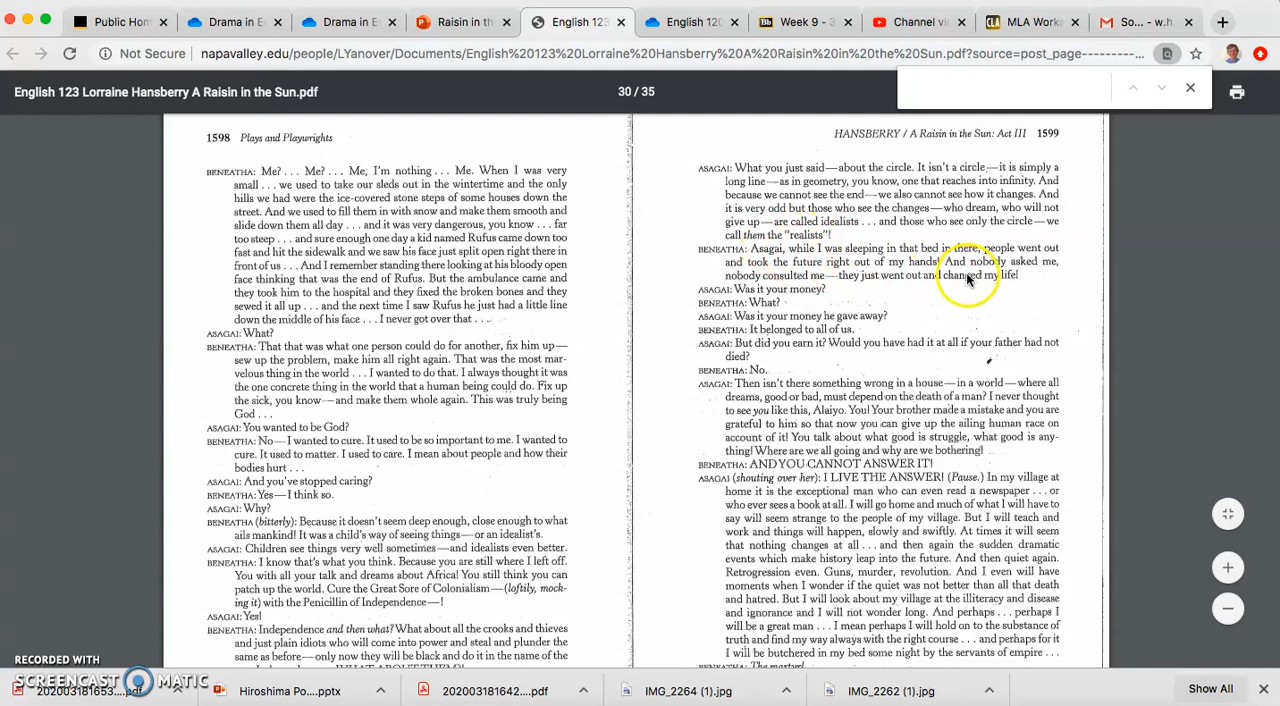 Public Hom
Drama in E
Drama in E
Raisin in the
English 123
English 120
Week 9 - 3
Channel vi
MLA Works
So... - w.h.
Not Secure
napavalley.edu/people/LYanover/Documents/English%20123%20Lorraine%20Hansberry%20A%20Raisin%20in%20the%20Sun.pdf?source=post_page---------...
English 123 Lorraine Hansberry A Raisin in the Sun.pdf
30 / 35
1598 Plays and Playwrights
BENEATHA: Me? . . . Me? . . . Me, I'm nothing . . . Me. When I was very
small . . . we used to take our sleds out in the wintertime and the only
hills we had were the ice-covered stone steps of some houses down the
street. And we used to fill them in with snow and make them smooth and
slide down them all day . . . and it was very dangerous, you know . . . far
too steep . . . and sure enough one day a kid named Rufus came down too
fast and hit the sidewalk and we saw his face just split open right there in
front of us . . . And I remember standing there looking at his bloody
open face thinking that was the end of Rufus. But the ambulance came and
they took him to the hospital and they fixed the broken bones and they
sewed it all up . . . and the next time I saw Rufus he just had a little line
down the middle of his face . . . I never got over that . . .
ASAGAI: What?
BENEATHA: That that was what one person could do for another, fix him up—
sew up the problem, make him all right again. That was the most mar-
velous thing in the world . . . I wanted to do that. I always thought it was
the one concrete thing in the world that a human being could do. Fix up
the sick, you know—and make them whole again. This was truly being
God . . .
ASAGAI: You wanted to be God?
BENEATHA: No—I wanted to cure. It used to be so important to me. I wanted to
cure. It used to matter. I used to care. I mean about people and how their
bodies hurt . . .
ASAGAI: And you've stopped caring?
BENEATHA: Yes—I think so.
ASAGAI: Why?
BENEATHA (bitterly): Because it doesn't seem deep enough, close enough to what
ails mankind! It was a child's way of seeing things—or an idealist's.
ASAGAI: Children see things very well sometimes—and idealists even better.
BENEATHA: I know that's what you think. Because you are still where I left off.
You with all your talk and dreams about Africa! You still think you can
patch up the world. Cure the Great Sore of Colonialism—(loftily, mock-
ing it) with the Penicillin of Independence—!
ASAGAI: Yes!
BENEATHA: Independence and then what? What about all the crooks and thieves
and just plain idiots who will come into power and steal and plunder the
same as before—only now they will be black and do it in the name of the
HANSBERRY / A Raisin in the Sun: Act III 1599
ASAGAI: What you just said—about the circle. It isn't a circle—it is simply a
long line—as in geometry, you know, one that reaches into infinity. And
because we cannot see the end—we also cannot see how it changes. And
it is very odd but those who see the changes—who dream, who will not
give up—are called idealists . . . and those who see only the circle—we
call them the "realists"!
BENEATHA: Asagai, while I was sleeping in that bed in there, people went out
and took the future right out of my hands! And nobody asked me,
nobody consulted me—they just went out and changed my life!
ASAGAI: Was it your money?
BENEATHA: What?
ASAGAI: Was it your money he gave away?
BENEATHA: It belonged to all of us.
ASAGAI: But did you earn it? Would you have had it at all if your father had not
died?
BENEATHA: No.
ASAGAI: Then isn't there something wrong in a house—in a world—where all
dreams, good or bad, must depend on the death of a man? I never thought
to see you like this, Alaiyo. You! Your brother made a mistake and you are
grateful to him so that now you can give up the ailing human race on
account of it! You talk about what good is struggle, what good is any-
thing! Where are we all going and why are we bothering!
BENEATHA: AND YOU CANNOT ANSWER IT!
ASAGAI (shouting over her): I LIVE THE ANSWER! (Pause.) In my village at
home it is the exceptional man who can even read a newspaper . . . or
who ever sees a book at all. I will go home and much of what I will have to
say will seem strange to the people of my village. But I will teach and
work and things will happen, slowly and swiftly. At times it will seem
that nothing changes at all . . . and then again the sudden dramatic
events which make history leap into the future. And then quiet again.
Retrogression even. Guns, murder, revolution. And I even will have
moments when I wonder if the quiet was not better than all that death
and hatred. But I will look about my village at the illiteracy and disease
and ignorance and I will not wonder long. And perhaps . . . perhaps I
will be a great man . . . I mean perhaps I will hold on to the substance of
truth and find my way always with the right course . . . and perhaps for it
I will be butchered in my bed some night by the servants of empire . . .
BENEATHA: The martyr!
RECORDED WITH
SCREENCAST MATIC
202003181653....pdf
Hiroshima Po....pptx
202003181642....pdf
IMG_2264 (1).jpg
IMG_2262 (1).jpg
Show All